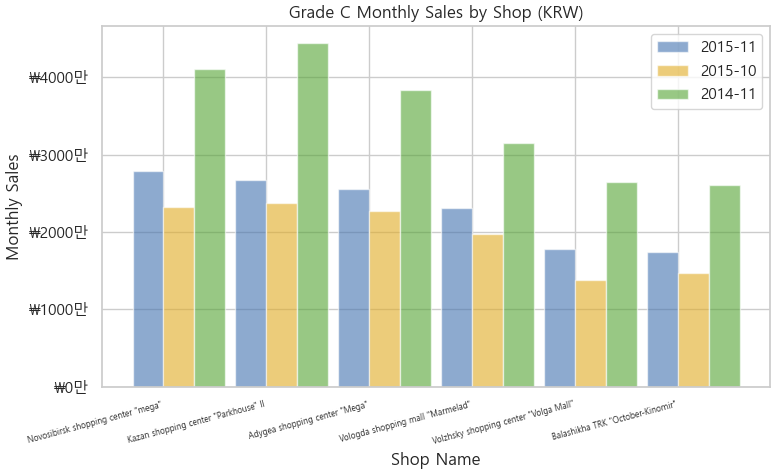 Grade C Monthly Sales by Shop (KRW)
2015-11
2015-10
2014-11
Monthly Sales
₩4000만
₩3000만
₩2000만
₩1000만
₩0만
Novosibirsk shopping center "mega"
Kazan shopping center "Parkhouse" II
Adygea shopping center "Mega"
Vologda shopping mall "Marmelad"
Volzhsky shopping center "Volga Mall"
Balashikha TRK "October-Kinomir"
Shop Name